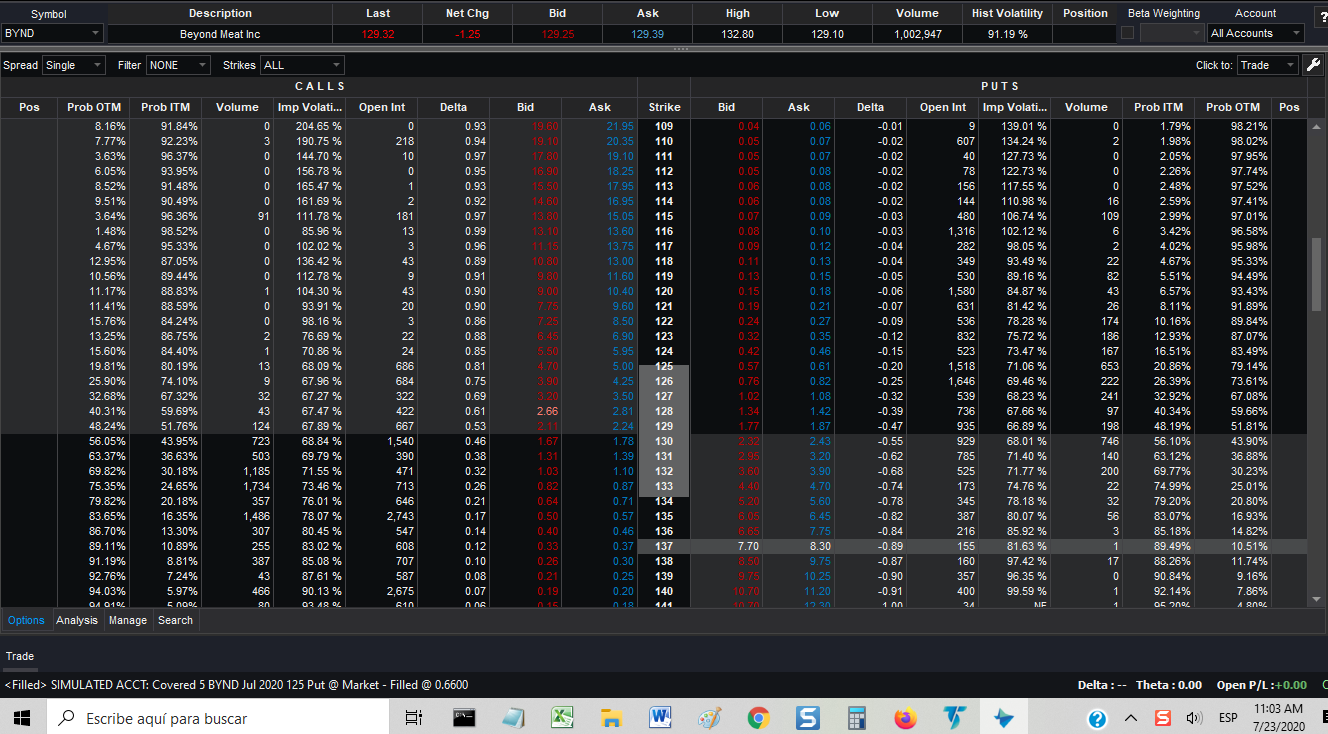 Symbol Description Last Net Chg Bid Ask High Low Volume Hist Volatility Position Beta Weighting Account ?
BYND Beyond Meat Inc 129.32 -1.25 129.25 129.39 132.80 129.10 1,002,947 91.19 % All Accounts
Spread Single Filter NONE Strikes ALL Click to: Trade
CALLS PUTS
Pos Prob OTM Prob ITM Volume Imp Volati... Open Int Delta Bid Ask Strike Bid Ask Delta Open Int Imp Volati... Volume Prob ITM Prob OTM Pos
8.16% 91.84% 0 204.65 % 0 0.93 19.60 21.95 109 0.04 0.06 -0.01 9 139.01 % 0 1.79% 98.21%
7.77% 92.23% 3 190.75 % 218 0.94 19.10 20.35 110 0.05 0.07 -0.02 607 134.24 % 2 1.98% 98.02%
3.63% 96.37% 0 144.70 % 10 0.97 17.80 19.10 111 0.05 0.07 -0.02 40 127.73 % 0 2.05% 97.95%
6.05% 93.95% 0 156.78 % 0 0.95 16.90 18.25 112 0.05 0.08 -0.02 78 122.73 % 0 2.26% 97.74%
8.52% 91.48% 0 165.47 % 1 0.93 15.50 17.95 113 0.06 0.08 -0.02 156 117.55 % 0 2.48% 97.52%
9.51% 90.49% 0 161.69 % 2 0.92 14.60 16.95 114 0.06 0.08 -0.02 144 110.98 % 16 2.59% 97.41%
3.64% 96.36% 91 111.78 % 181 0.97 13.80 15.05 115 0.07 0.09 -0.03 480 106.74 % 109 2.99% 97.01%
1.48% 98.52% 0 85.96 % 13 0.99 13.10 13.60 116 0.08 0.10 -0.03 1,316 102.12 % 6 3.42% 96.58%
4.67% 95.33% 0 102.02 % 3 0.96 11.15 13.75 117 0.09 0.12 -0.04 282 98.05 % 2 4.02% 95.98%
12.95% 87.05% 0 136.42 % 43 0.89 10.80 13.00 118 0.11 0.13 -0.04 349 93.49 % 22 4.67% 95.33%
10.56% 89.44% 0 112.78 % 9 0.91 9.80 11.60 119 0.13 0.15 -0.05 530 89.16 % 82 5.51% 94.49%
11.17% 88.83% 1 104.30 % 43 0.90 9.00 10.40 120 0.15 0.18 -0.06 1,580 84.87 % 43 6.57% 93.43%
11.41% 88.59% 0 93.91 % 20 0.90 7.75 9.60 121 0.19 0.21 -0.07 631 81.42 % 26 8.11% 91.89%
15.76% 84.24% 0 98.16 % 3 0.86 7.25 8.50 122 0.24 0.27 -0.09 536 78.28 % 174 10.16% 89.84%
13.25% 86.75% 2 76.69 % 22 0.88 6.45 6.90 123 0.32 0.35 -0.12 832 75.72 % 186 12.93% 87.07%
15.60% 84.40% 1 70.86 % 24 0.85 5.50 5.95 124 0.42 0.46 -0.15 523 73.47 % 167 16.51% 83.49%
19.81% 80.19% 13 68.09 % 686 0.81 4.70 5.00 125 0.57 0.61 -0.20 1,518 71.06 % 653 20.86% 79.14%
25.90% 74.10% 9 67.96 % 684 0.75 3.90 4.25 126 0.76 0.82 -0.25 1,646 69.46 % 222 26.39% 73.61%
32.68% 67.32% 32 67.27 % 322 0.69 3.20 3.50 127 1.02 1.08 -0.32 539 68.23 % 241 32.92% 67.08%
40.31% 59.69% 43 67.47 % 422 0.61 2.66 2.81 128 1.34 1.42 -0.39 736 67.66 % 97 40.34% 59.66%
48.24% 51.76% 124 67.89 % 667 0.53 2.11 2.24 129 1.77 1.87 -0.47 935 66.89 % 198 48.19% 51.81%
56.05% 43.95% 723 68.84 % 1,540 0.46 1.67 1.78 130 2.32 2.43 -0.55 929 68.01 % 746 56.10% 43.90%
63.37% 36.63% 503 69.79 % 390 0.38 1.31 1.39 131 2.95 3.20 -0.62 785 71.40 % 140 63.12% 36.88%
69.82% 30.18% 1,185 71.55 % 471 0.32 1.03 1.10 132 3.60 3.90 -0.68 525 71.77 % 200 69.77% 30.23%
75.35% 24.65% 1,734 73.46 % 713 0.26 0.82 0.87 133 4.40 4.70 -0.74 173 74.76 % 22 74.99% 25.01%
79.82% 20.18% 357 76.01 % 646 0.21 0.64 0.71 134 5.20 5.60 -0.78 345 78.18 % 32 79.20% 20.80%
83.65% 16.35% 1,486 78.07 % 2,743 0.17 0.50 0.57 135 6.05 6.45 -0.82 387 80.07 % 56 83.07% 16.93%
86.70% 13.30% 307 80.45 % 547 0.14 0.40 0.46 136 6.65 7.75 -0.84 216 85.92 % 3 85.18% 14.82%
89.11% 10.89% 255 83.02 % 608 0.12 0.33 0.37 137 7.70 8.30 -0.89 155 81.63 % 1 89.49% 10.51%
91.19% 8.81% 387 85.08 % 707 0.10 0.26 0.30 138 8.50 9.75 -0.87 160 97.42 % 17 88.26% 11.74%
92.76% 7.24% 43 87.61 % 587 0.08 0.21 0.25 139 9.75 10.25 -0.90 357 96.35 % 0 90.84% 9.16%
94.03% 5.97% 466 90.13 % 2,675 0.07 0.19 0.20 140 10.70 11.20 -0.91 400 99.59 % 1 92.14% 7.86%
94.91% 5.09% 80 93.48 % 610 0.06 0.15 0.18 141 10.70 12.30 1.00 34 1 95.20% 4.80%
Options Analysis Manage Search
Trade
<Filled> SIMULATED ACCT: Covered 5 BYND Jul 2020 125 Put @ Market - Filled @ 0.6600 Delta : -- Theta : 0.00 Open P/L :+0.00
Escribe aquí para buscar ESP 11:03 AM
7/23/2020